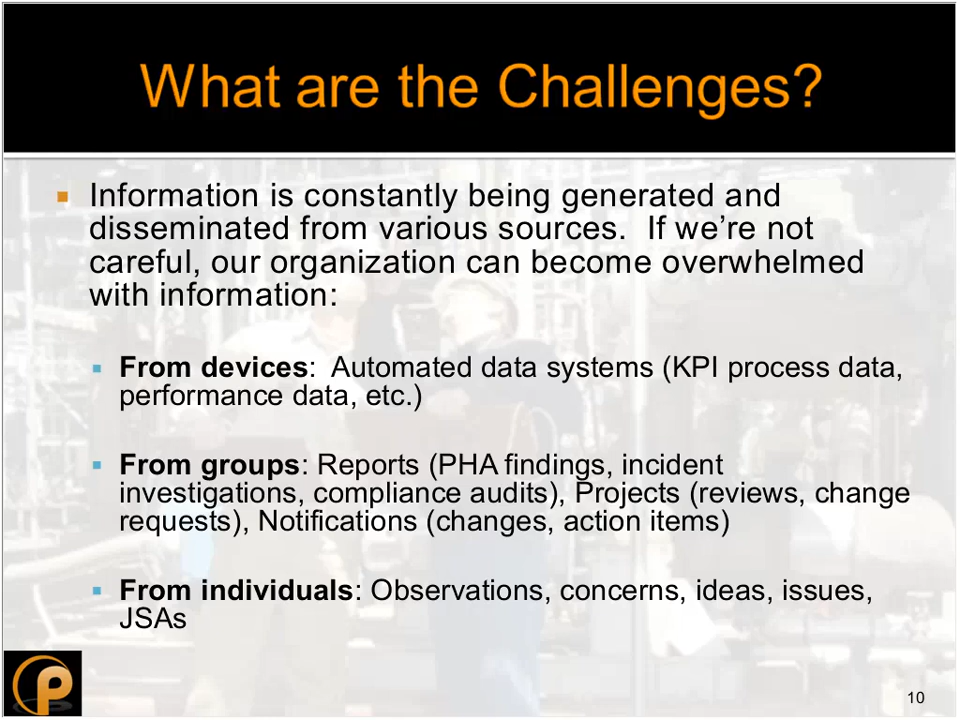 What are the Challenges?
Information is constantly being generated and
disseminated from various sources.  If we’re not
careful, our organization can become overwhelmed
with information:
From devices:  Automated data systems (KPI process data,
performance data, etc.)
From groups: Reports (PHA findings, incident
investigations, compliance audits), Projects (reviews, change
requests), Notifications (changes, action items)
From individuals: Observations, concerns, ideas, issues,
JSAs
P
10